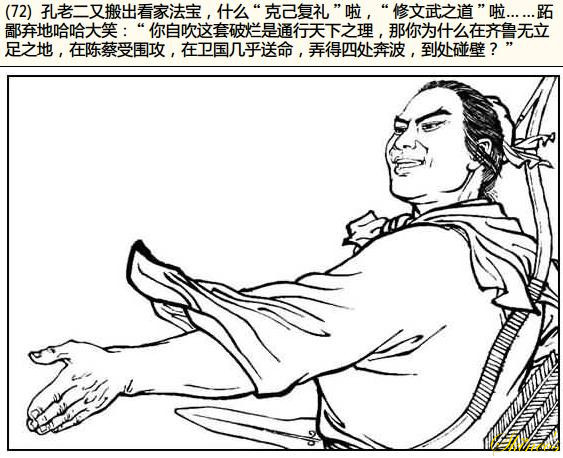 (72) 孔老二又搬出看家法宝，什么“克己复礼”啦，“修文武之道”啦……跖
鄙弃地哈哈大笑：“你自吹这套破烂是通行天下之理，那你为什么在齐鲁无立
足之地，在陈蔡受围攻，在卫国几乎送命，弄得四处奔波，到处碰壁？”